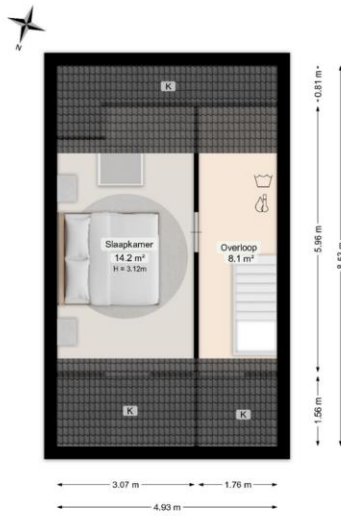 N
K
Slaapkamer
14.2 m²
H = 3.12m
Overloop
8.1 m²
K
K
0.81 m
5.96 m
1.56 m
3.07 m
1.76 m
4.93 m